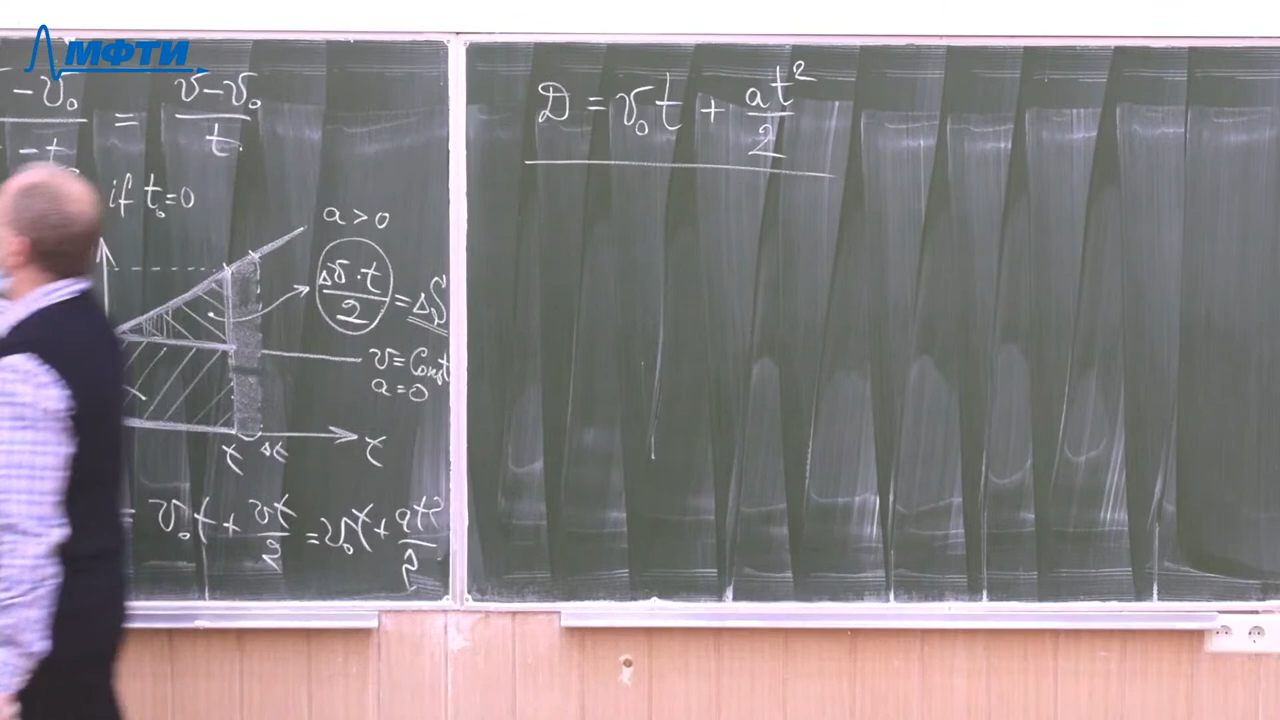 МФТИ
-v₀ / -t = v-v₀ / t
if t₀=0
a>0
Δv·t / 2 = ΔS
v=Const
a=0
t Δt t
= v₀t + vt/2 = v₀t + at²/2
D = v₀t + at²/2